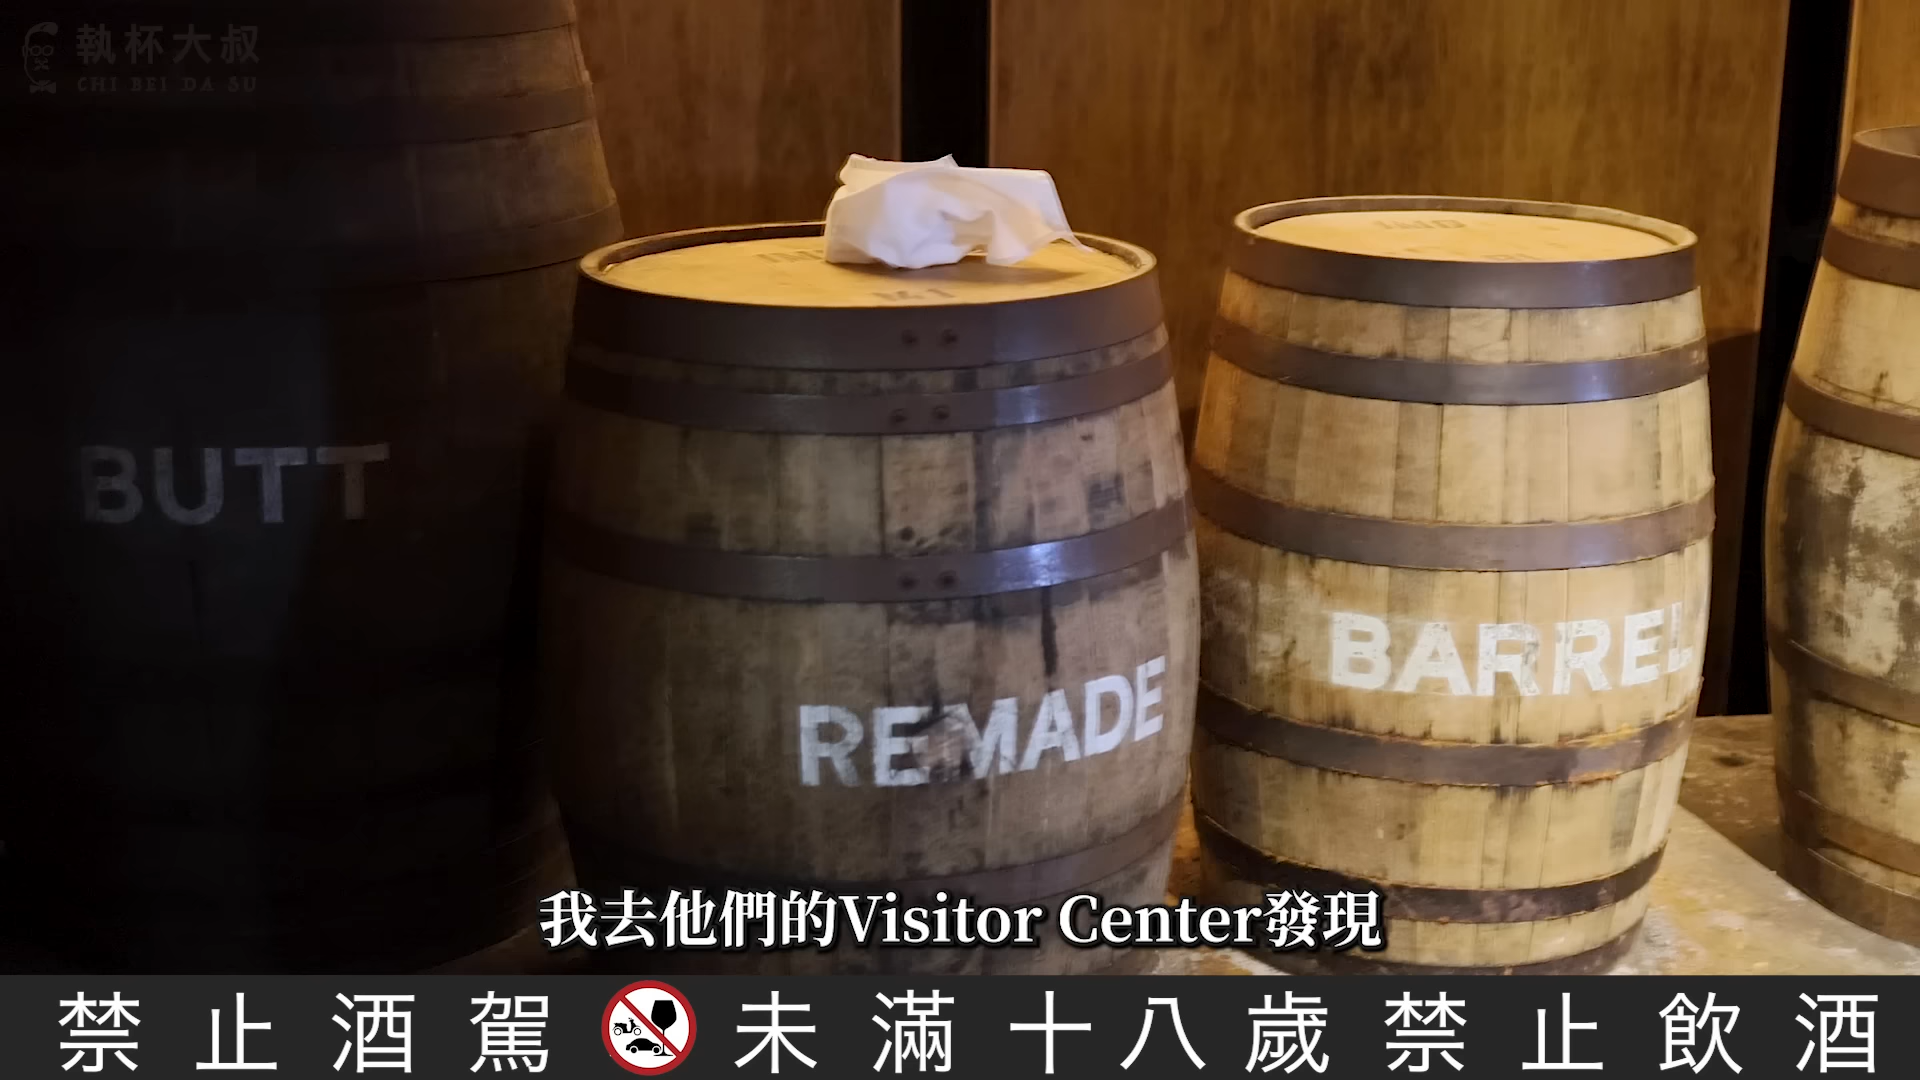 執杯大叔
CHI BEI DA SU
BUTT
REMADE
BARREL
我去他們的Visitor Center發現
禁止酒駕 未滿十八歲禁止飲酒